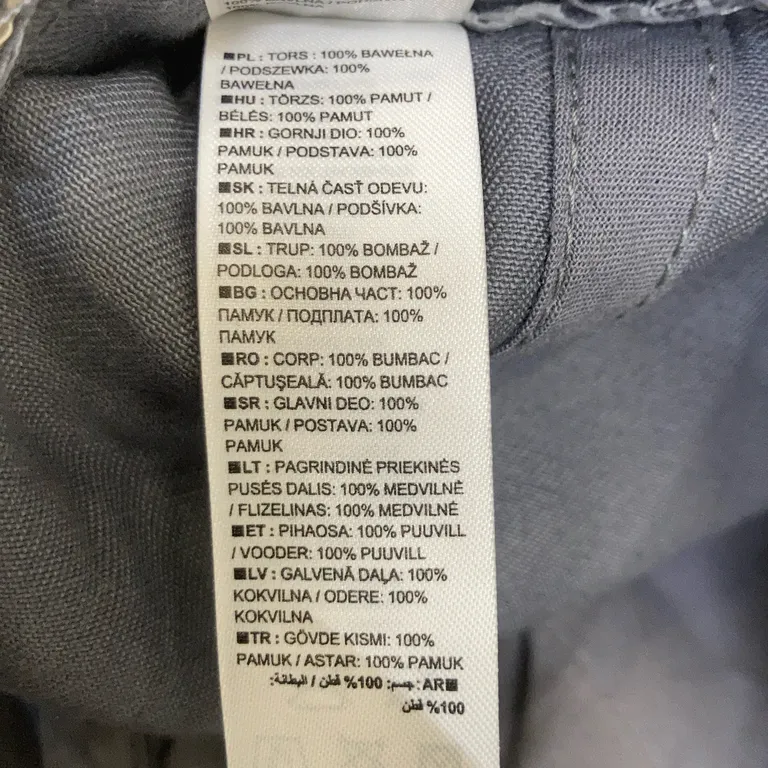 ■PL : TORS : 100% BAWEŁNA
/ PODSZEWKA: 100%
BAWEŁNA
■HU : TÖRZS: 100% PAMUT /
BÉLÉS: 100% PAMUT
■HR : GORNJI DIO: 100%
PAMUK / PODSTAVA: 100%
PAMUK
■SK : TELNÁ ČASŤ ODEVU:
100% BAVLNA / PODŠÍVKA:
100% BAVLNA
■SL : TRUP: 100% BOMBAŽ /
PODLOGA: 100% BOMBAŽ
■BG : ОСНОВНА ЧАСТ: 100%
ПАМУК / ПОДПЛАТА: 100%
ПАМУК
■RO : CORP: 100% BUMBAC /
CĂPTUŞEALĂ: 100% BUMBAC
■SR : GLAVNI DEO: 100%
PAMUK / POSTAVA: 100%
PAMUK
■LT : PAGRINDINĖ PRIEKINĖS
PUSĖS DALIS: 100% MEDVILNĖ
/ FLIZELINAS: 100% MEDVILNĖ
■ET : PIHAOSA: 100% PUUVILL
/ VOODER: 100% PUUVILL
■LV : GALVENĀ DAĻA: 100%
KOKVILNA / ODERE: 100%
KOKVILNA
■TR : GÖVDE KISMI: 100%
PAMUK / ASTAR: 100% PAMUK
■AR: جسم: 100% قطن / البطانة:
100% قطن